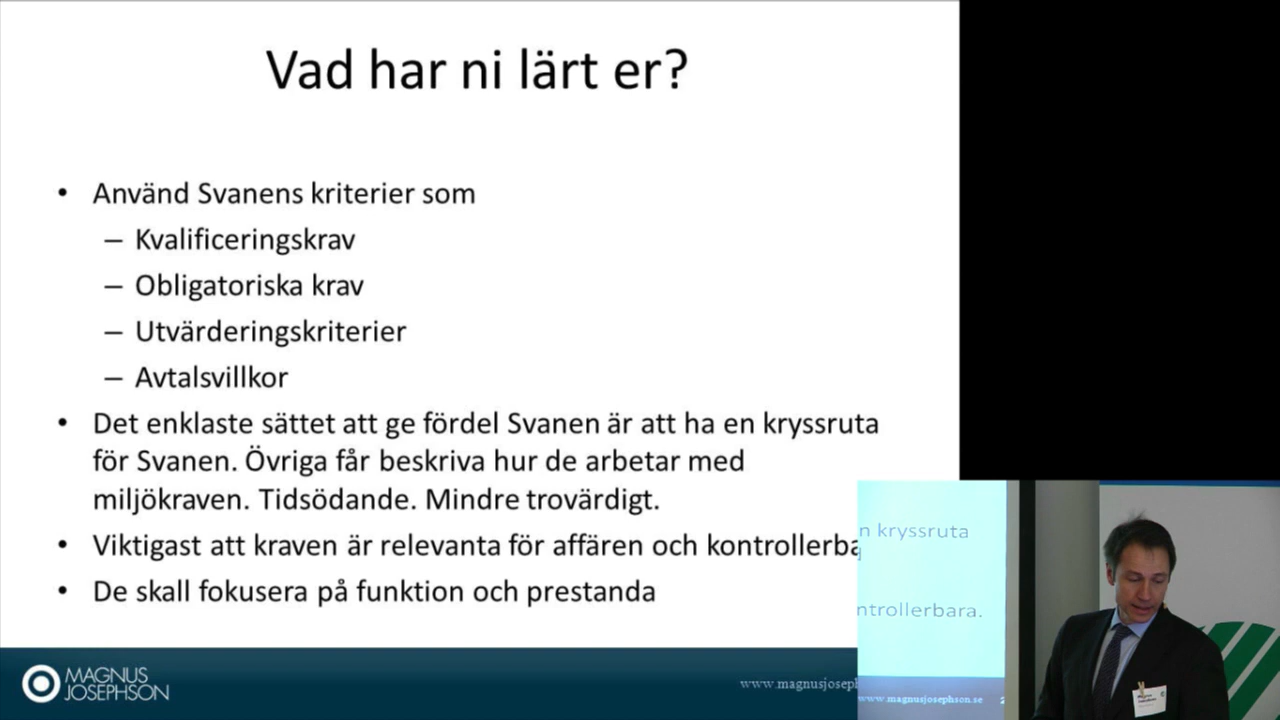 Vad har ni lärt er?
• Använd Svanens kriterier som
– Kvalificeringskrav
– Obligatoriska krav
– Utvärderingskriterier
– Avtalsvillkor
• Det enklaste sättet att ge fördel Svanen är att ha en kryssruta
för Svanen. Övriga får beskriva hur de arbetar med
miljökraven. Tidsödande. Mindre trovärdigt.
• Viktigast att kraven är relevanta för affären och kontrollerba
• De skall fokusera på funktion och prestanda
MAGNUS
JOSEPHSON
www.magnusjoseph
n kryssruta
ntrollerbara.
www.magnusjosephson.se